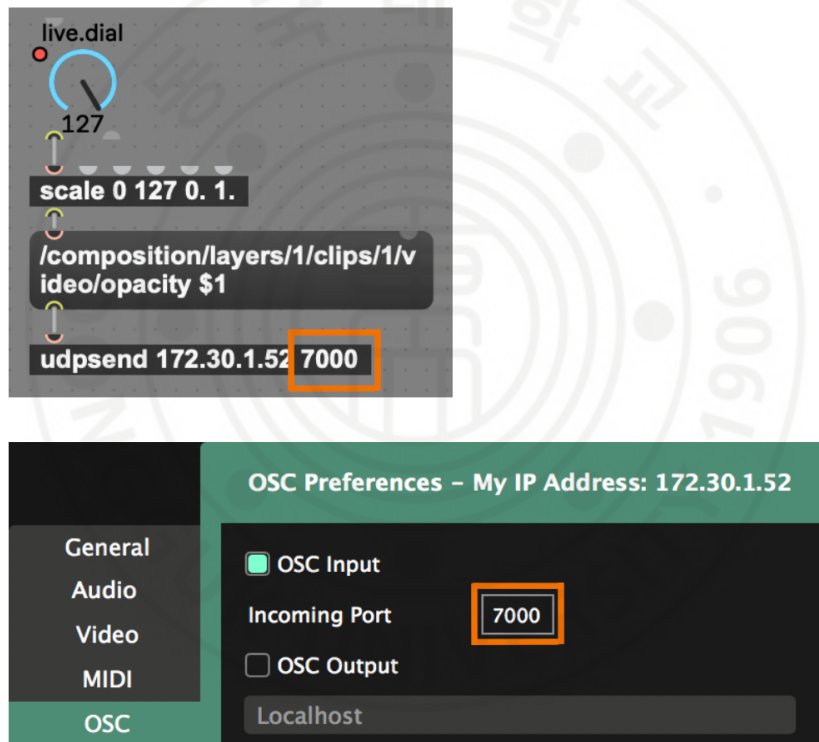 live.dial
127
scale 0 127 0. 1.
/composition/layers/1/clips/1/v
ideo/opacity $1
udpsend 172.30.1.52 7000
OSC Preferences – My IP Address: 172.30.1.52
General
Audio
Video
MIDI
OSC
OSC Input
Incoming Port 7000
OSC Output
Localhost
1906